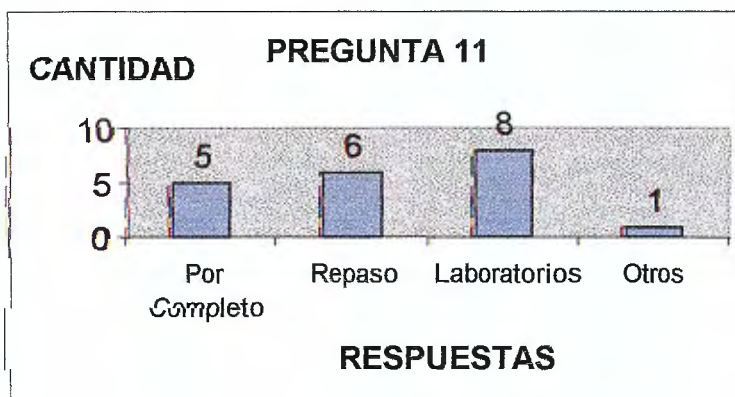 PREGUNTA 11
CANTIDAD
10
5
0
5
6
8
1
Por Completo
Repaso
Laboratorios
Otros
RESPUESTAS